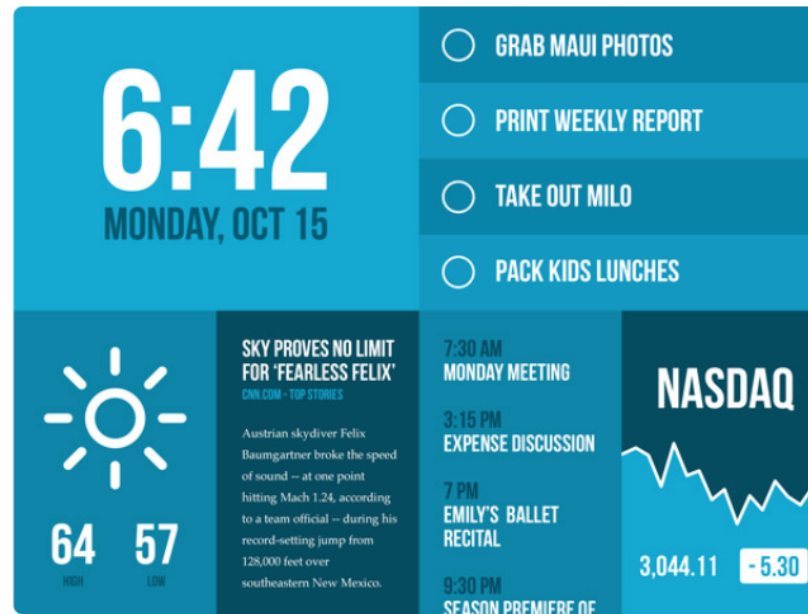 6:42
MONDAY, OCT 15
GRAB MAUI PHOTOS
PRINT WEEKLY REPORT
TAKE OUT MILO
PACK KIDS LUNCHES
64
57
HIGH
LOW
SKY PROVES NO LIMIT
FOR ‘FEARLESS FELIX’
CNN.COM - TOP STORIES
Austrian skydiver Felix
Baumgartner broke the speed
of sound -- at one point
hitting Mach 1.24, according
to a team official -- during his
record-setting jump from
128,000 feet over
southeastern New Mexico.
7:30 AM
MONDAY MEETING
3:15 PM
EXPENSE DISCUSSION
7 PM
EMILY'S BALLET
RECITAL
9:30 PM
SEASON PREMIERE OF
NASDAQ
3,044.11
- 5.30